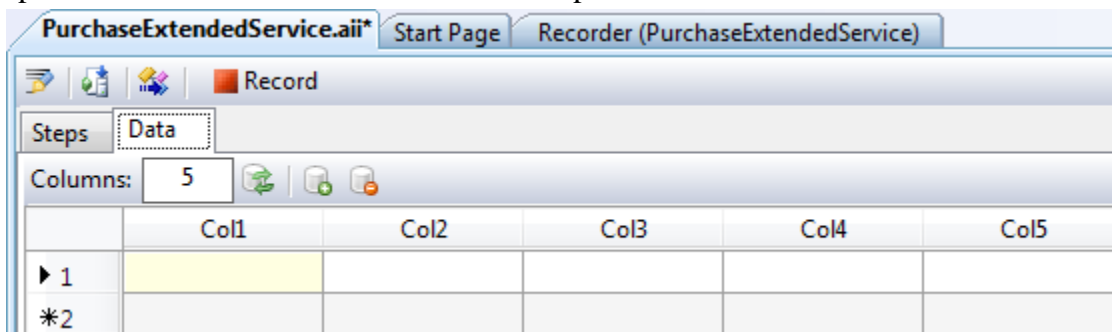 PurchaseExtendedService.aii* Start Page Recorder (PurchaseExtendedService)
Record
Steps Data
Columns: 5
Col1 Col2 Col3 Col4 Col5
1
*2